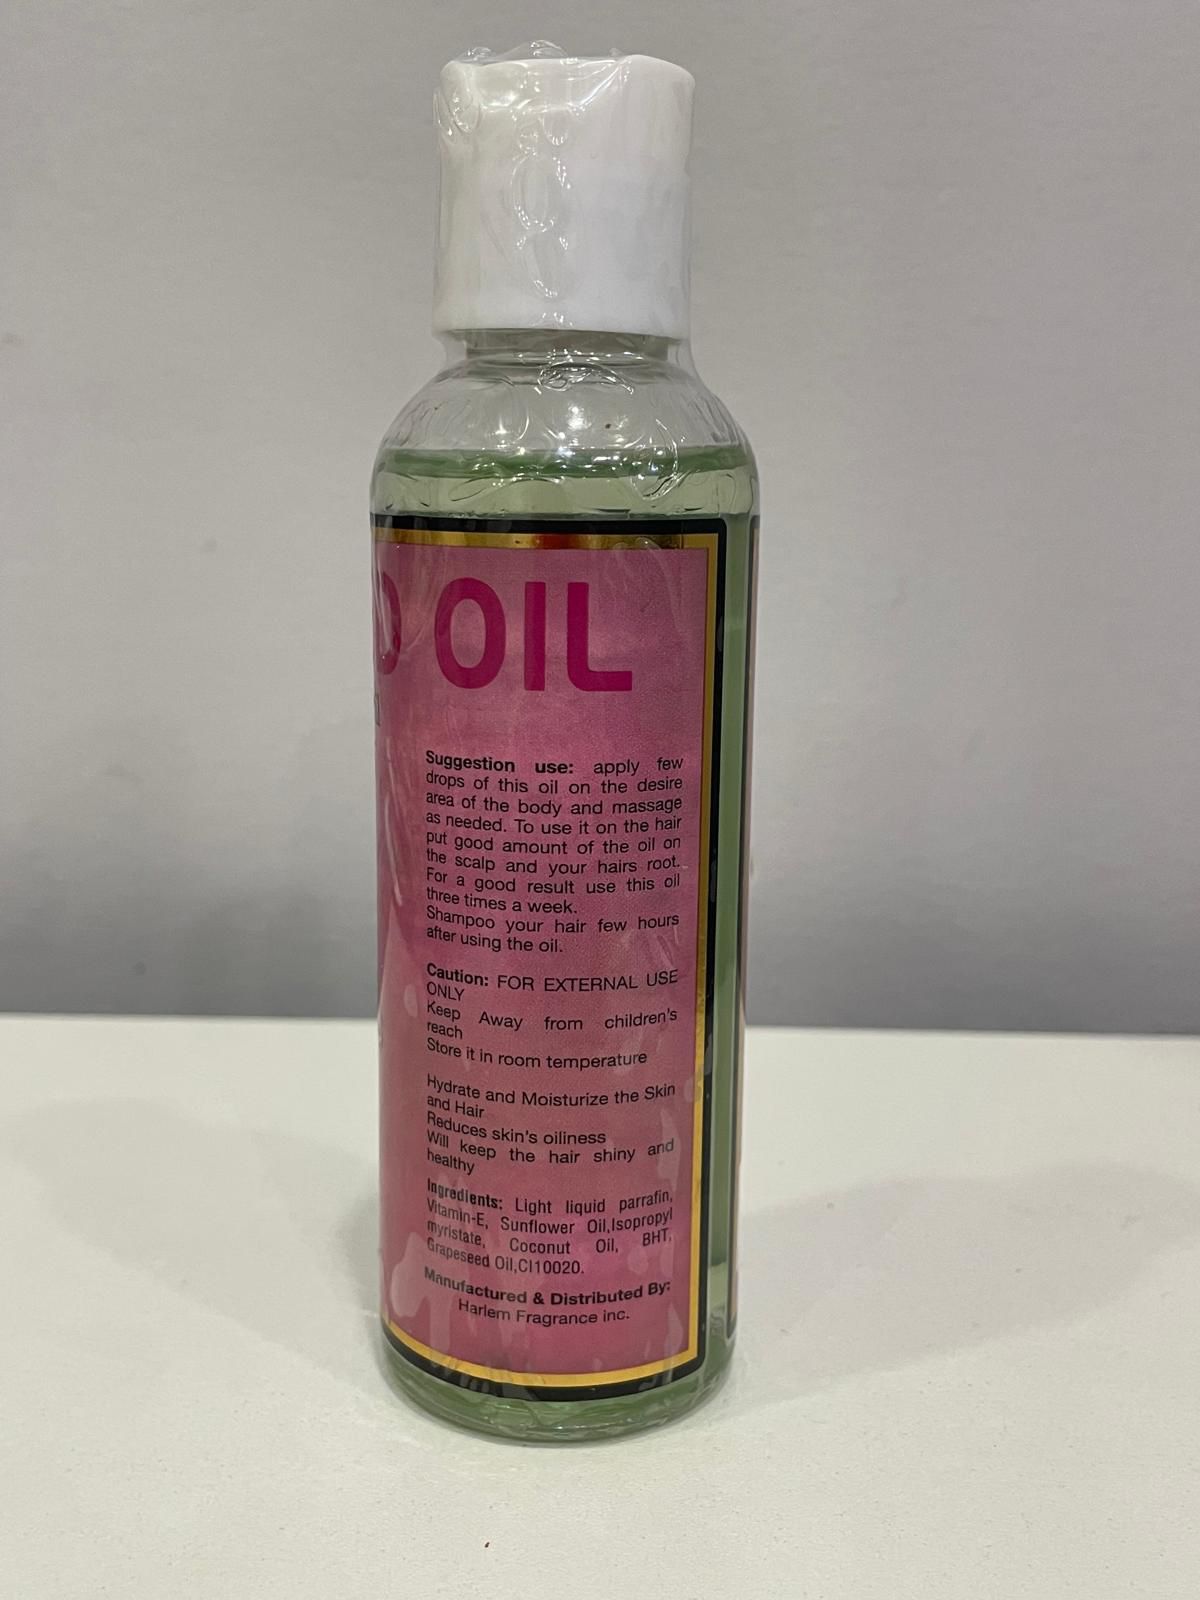 D OIL
Suggestion use: apply few
drops of this oil on the desire
area of the body and massage
as needed. To use it on the hair
put good amount of the oil on
the scalp and your hairs root.
For a good result use this oil
three times a week.
Shampoo your hair few hours
after using the oil.
Caution: FOR EXTERNAL USE
ONLY
Keep Away from children's
reach
Store it in room temperature
Hydrate and Moisturize the Skin
and Hair
Reduces skin's oiliness
Will keep the hair shiny and
healthy
Ingredients: Light liquid parrafin,
Vitamin-E, Sunflower Oil,Isopropyl
myristate, Coconut Oil, BHT,
Grapeseed Oil,CI10020.
Manufactured & Distributed By:
Harlem Fragrance inc.